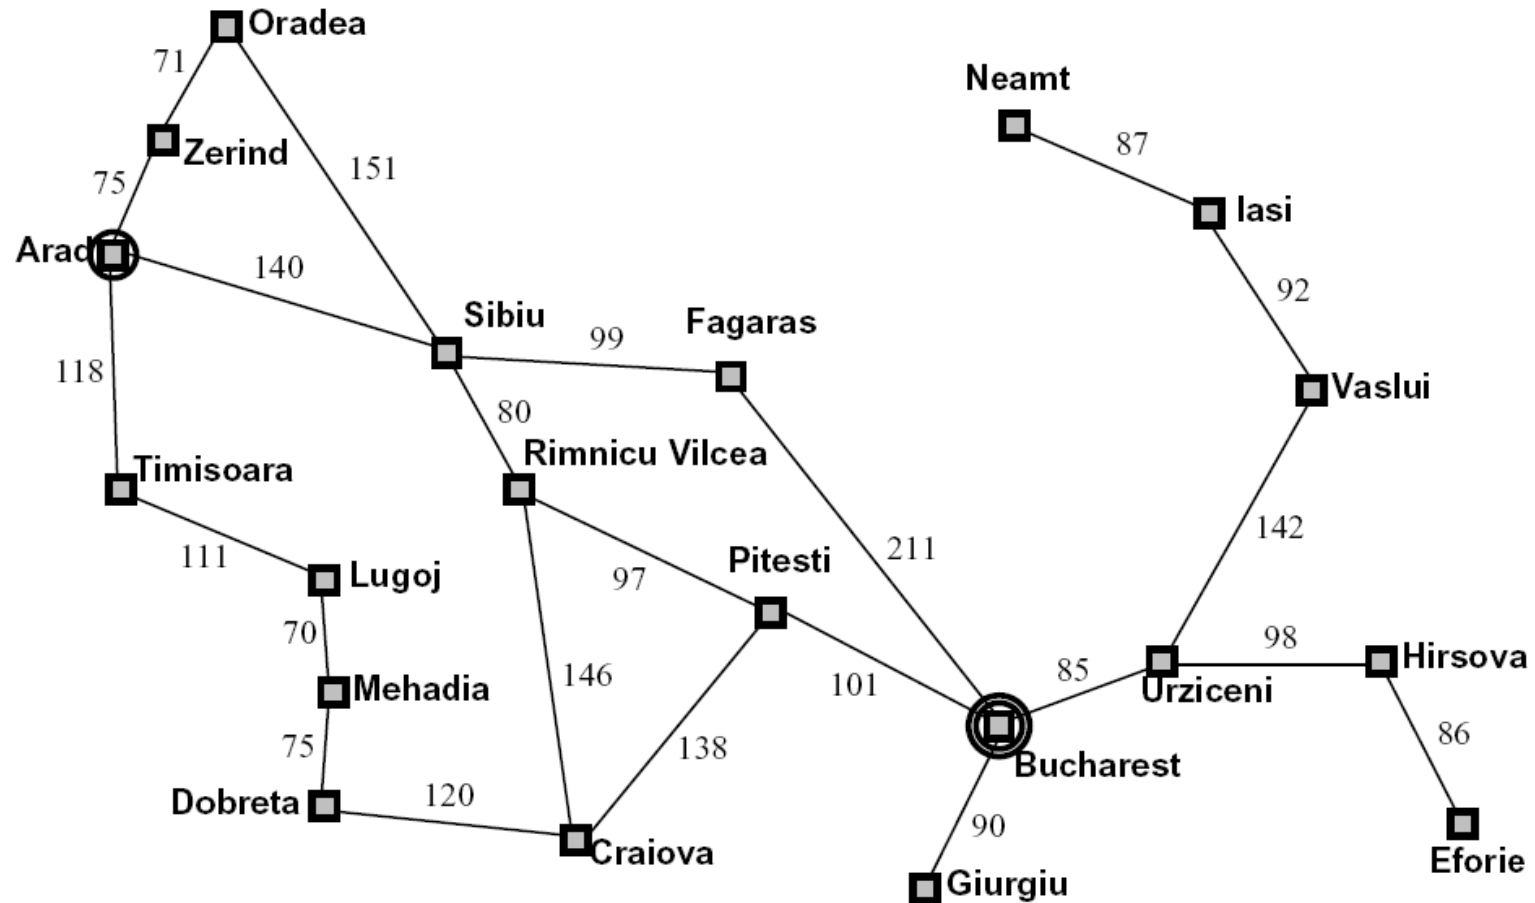 Oradea
71
Neamt
87
Zerind
151
75
Iasi
Arad
140
92
Sibiu
Fagaras
99
118
Vaslui
80
Rimnicu Vilcea
Timisoara
142
111
Pitesti
211
97
Lugoj
70
98
Hirsova
146
85
Urziceni
101
Mehadia
75
138
86
Bucharest
Dobreta
120
90
Craiova
Eforie
Giurgiu